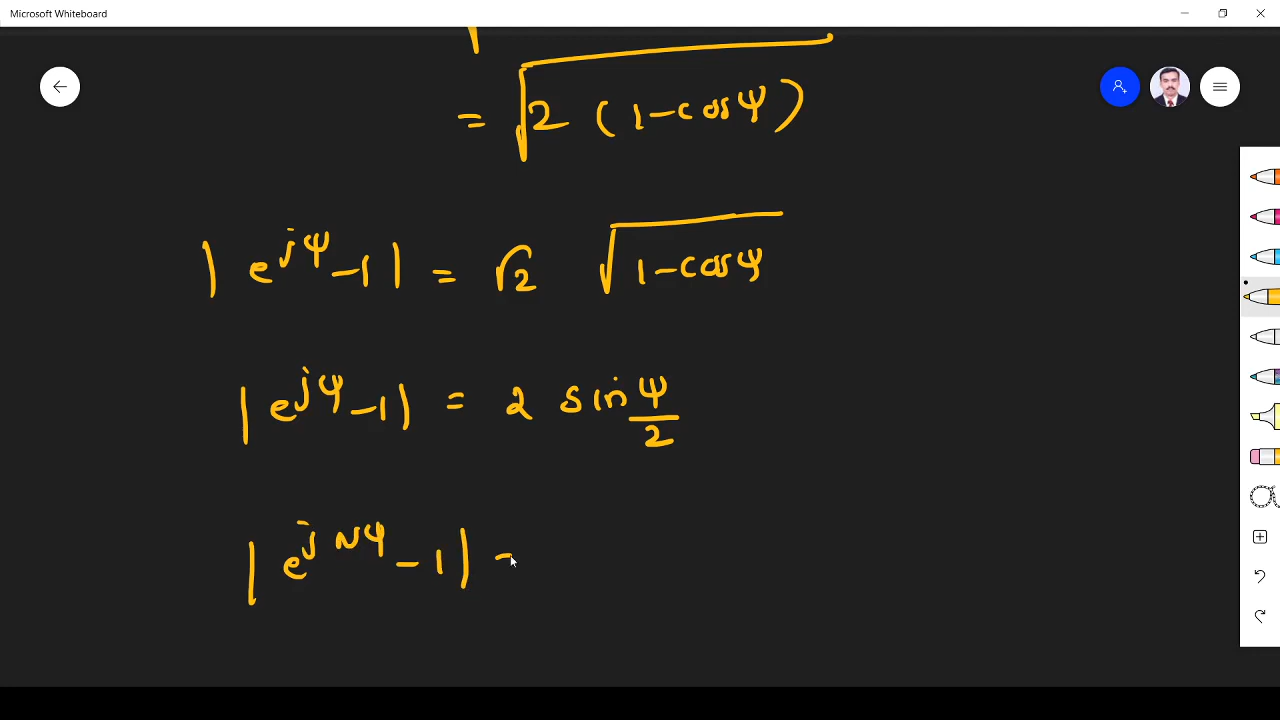 Microsoft Whiteboard
= √2 (1-cosψ)
|e^jψ -1| = √2 √1-cosψ
|e^jψ -1| = 2 sin ψ/2
|e^jNψ -1| =